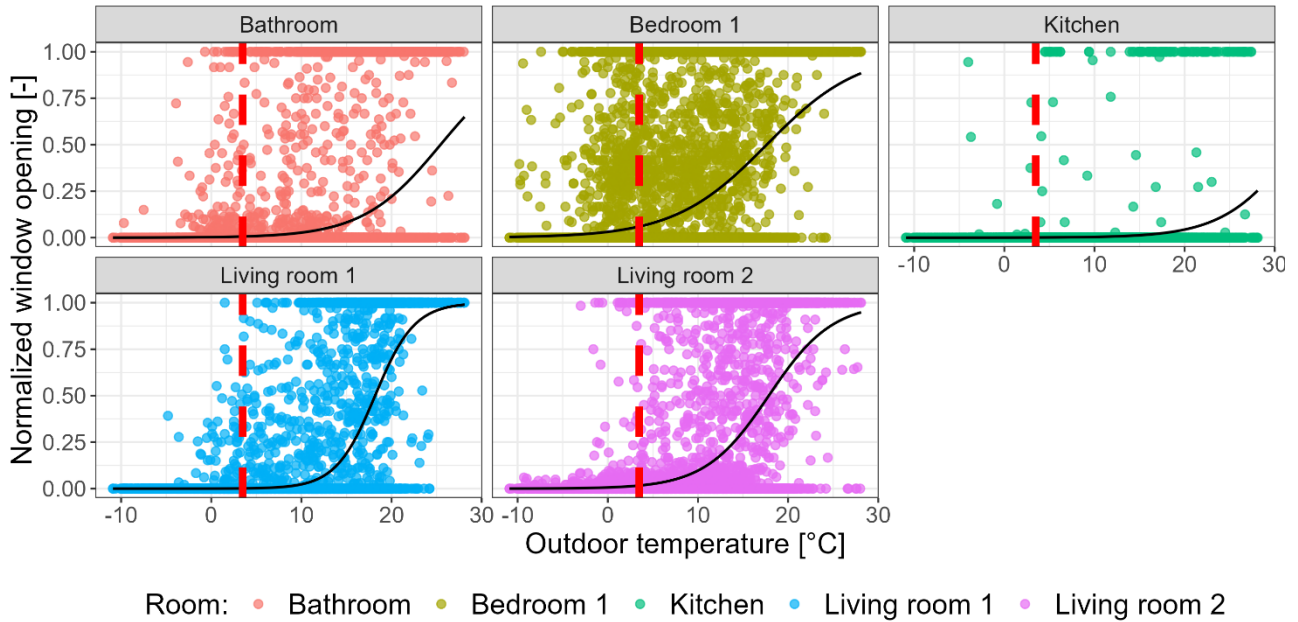 Bathroom
Bedroom 1
Kitchen
Normalized window opening [-]
1.00
0.75
0.50
0.25
0.00
-10 0 10 20 30
Living room 1
Living room 2
1.00
0.75
0.50
0.25
0.00
-10 0 10 20 30
-10 0 10 20 30
Outdoor temperature [°C]
Room: Bathroom Bedroom 1 Kitchen Living room 1 Living room 2